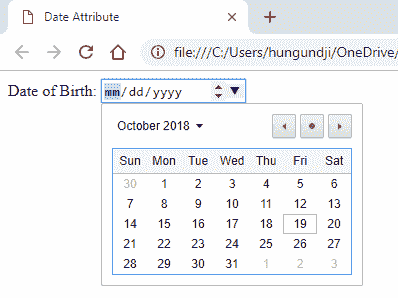 Date Attribute
file:///C:/Users/hungundji/OneDrive/
Date of Birth: mm/dd/yyyy
October 2018
Sun Mon Tue Wed Thu Fri Sat
30 1 2 3 4 5 6
7 8 9 10 11 12 13
14 15 16 17 18 19 20
21 22 23 24 25 26 27
28 29 30 31 1 2 3